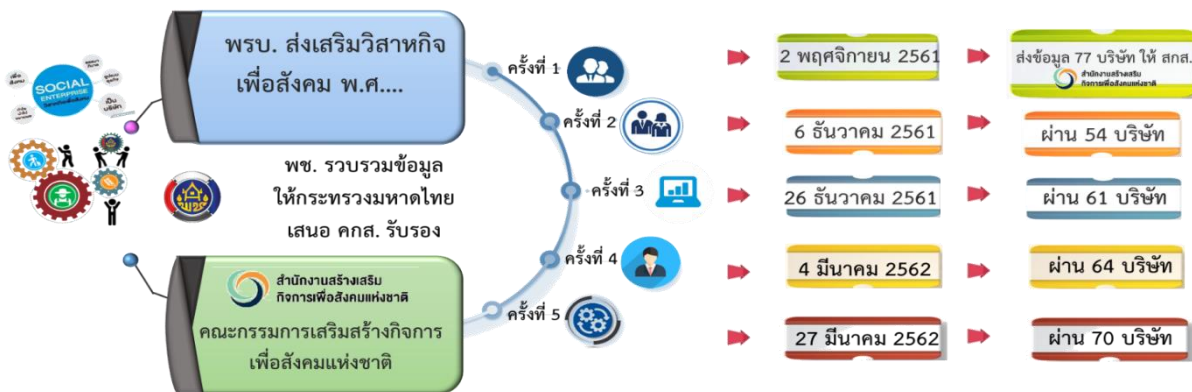 พรบ. ส่งเสริมวิสาหกิจ
เพื่อสังคม พ.ศ....
SOCIAL
ENTERPRISE
เป็น
บริษัท
พช. รวบรวมข้อมูล
ให้กระทรวงมหาดไทย
เสนอ คกส. รับรอง
สำนักงานสร้างเสริม
กิจการเพื่อสังคมแห่งชาติ
คณะกรรมการเสริมสร้างกิจการ
เพื่อสังคมแห่งชาติ
ครั้งที่ 1
2 พฤศจิกายน 2561
ส่งข้อมูล 77 บริษัท ให้ สกส.
สำนักงานสร้างเสริม
กิจการเพื่อสังคมแห่งชาติ
ครั้งที่ 2
6 ธันวาคม 2561
ผ่าน 54 บริษัท
ครั้งที่ 3
26 ธันวาคม 2561
ผ่าน 61 บริษัท
ครั้งที่ 4
4 มีนาคม 2562
ผ่าน 64 บริษัท
ครั้งที่ 5
27 มีนาคม 2562
ผ่าน 70 บริษัท